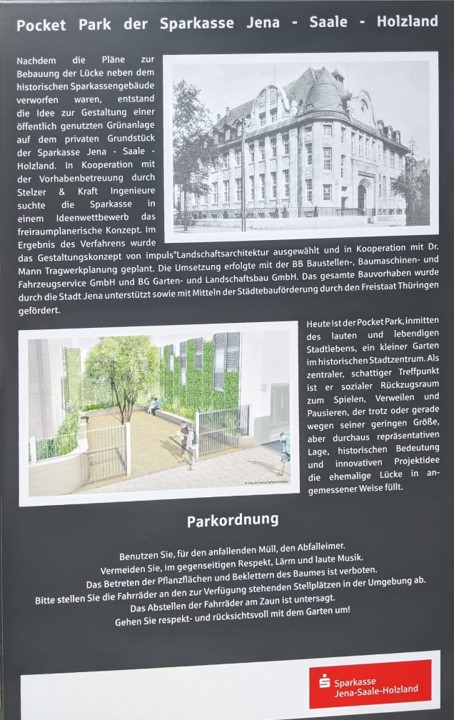 Pocket Park der Sparkasse Jena - Saale - Holzland
Nachdem die Pläne zur
Bebauung der Lücke neben dem
historischen Sparkassengebäude
verworfen waren, entstand
die Idee zur Gestaltung einer
öffentlich genutzten Grünanlage
auf dem privaten Grundstück
der Sparkasse Jena - Saale -
Holzland. In Kooperation mit
der Vorhabenbetreuung durch
Stelzer & Kraft Ingenieure
suchte die Sparkasse in
einem Ideenwettbewerb das
freiraumplanerische Konzept. Im
Ergebnis des Verfahrens wurde
das Gestaltungskonzept von impuls°Landschaftsarchitektur ausgewählt und in Kooperation mit Dr.
Mann Tragwerkplanung geplant. Die Umsetzung erfolgte mit der BB Baustellen-, Baumaschinen- und
Fahrzeugservice GmbH und BG Garten- und Landschaftsbau GmbH. Das gesamte Bauvorhaben wurde
durch die Stadt Jena unterstützt sowie mit Mitteln der Städtebauförderung durch den Freistaat Thüringen
gefördert.
Heute ist der Pocket Park, inmitten
des lauten und lebendigen
Stadtlebens, ein kleiner Garten
im historischen Stadtzentrum. Als
zentraler, schattiger Treffpunkt
ist er sozialer Rückzugsraum
zum Spielen, Verweilen und
Pausieren, der trotz oder gerade
wegen seiner geringen Größe,
aber durchaus repräsentativen
Lage, historischen Bedeutung
und innovativen Projektidee
die ehemalige Lücke in an-
gemessener Weise füllt.
Parkordnung
Benutzen Sie, für den anfallenden Müll, den Abfalleimer.
Vermeiden Sie, im gegenseitigen Respekt, Lärm und laute Musik.
Das Betreten der Pflanzflächen und Beklettern des Baumes ist verboten.
Bitte stellen Sie die Fahrräder an den zur Verfügung stehenden Stellplätzen in der Umgebung ab.
Das Abstellen der Fahrräder am Zaun ist untersagt.
Gehen Sie respekt- und rücksichtsvoll mit dem Garten um!
Sparkasse
Jena-Saale-Holzland